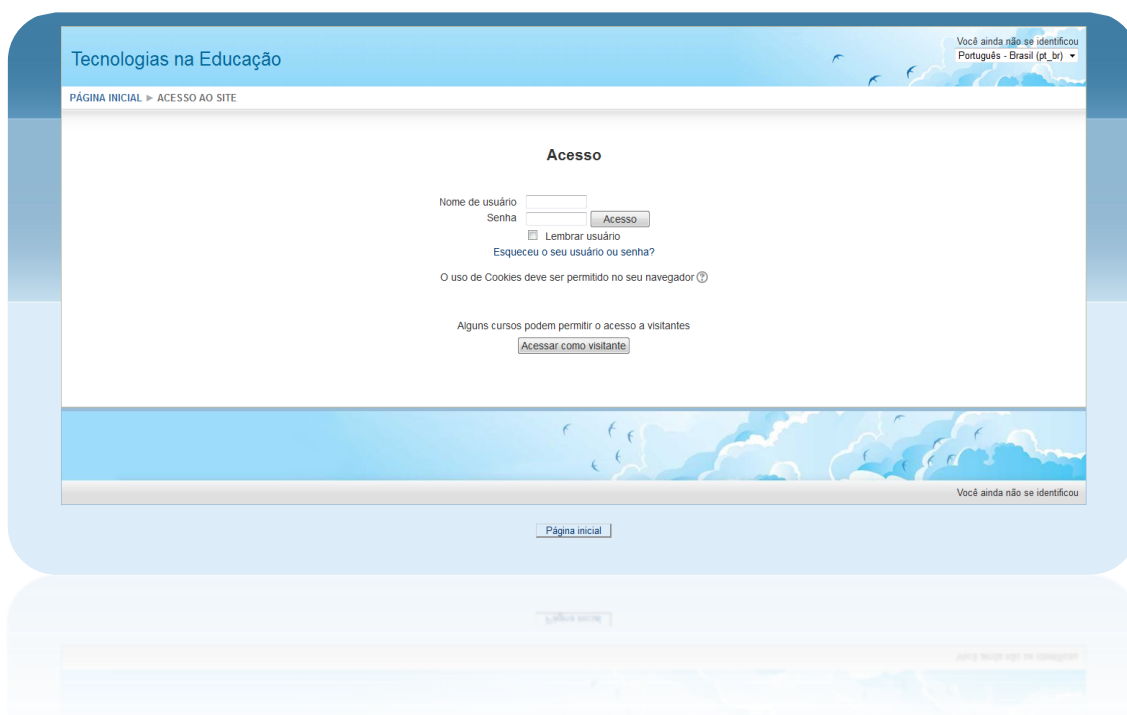 Você ainda não se identificou
Tecnologias na Educação
Português - Brasil (pt_br)
PÁGINA INICIAL ► ACESSO AO SITE
Acesso
Nome de usuário
Senha
Acesso
Lembrar usuário
Esqueceu o seu usuário ou senha?
O uso de Cookies deve ser permitido no seu navegador ?
Alguns cursos podem permitir o acesso a visitantes
Acessar como visitante
Você ainda não se identificou
Página inicial